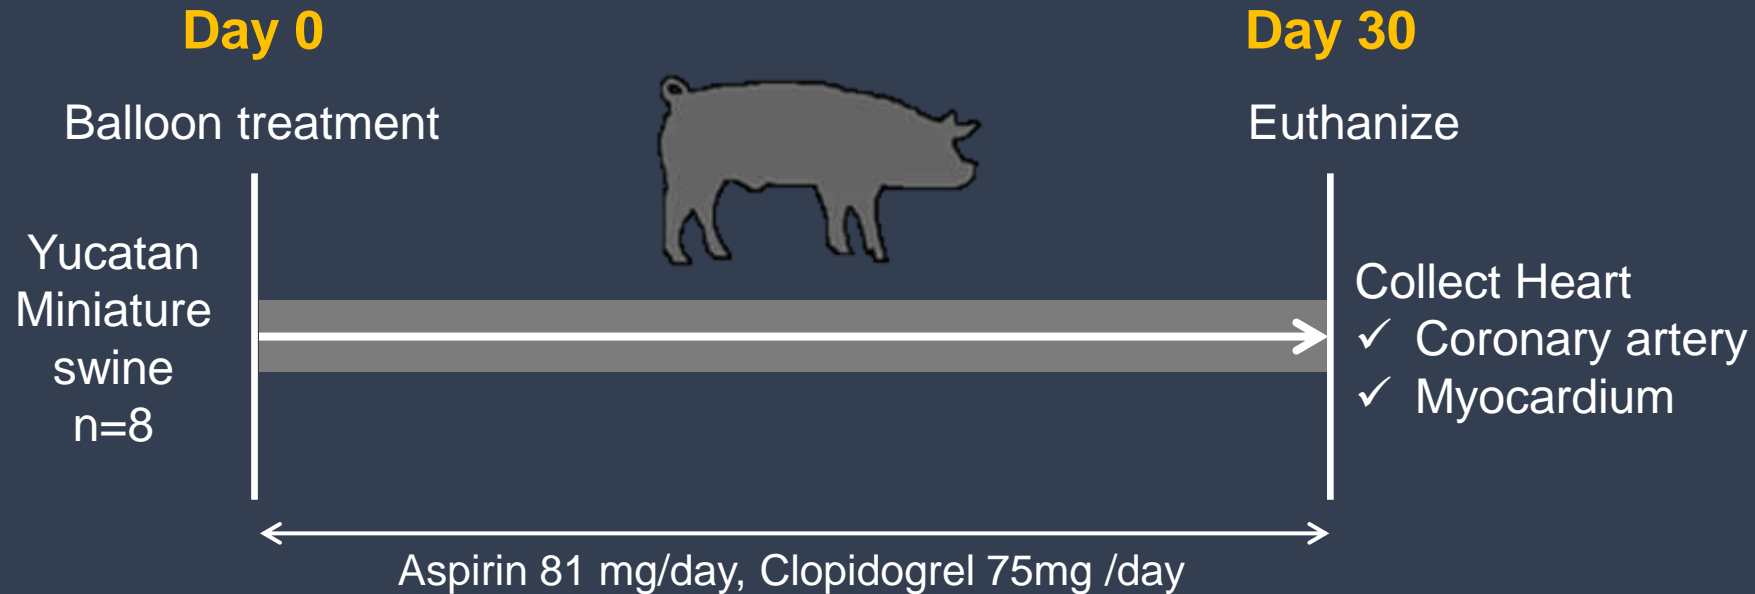 Day 0
Day 30
Balloon treatment
Euthanize
Yucatan
Miniature
swine
n=8
Collect Heart
✓ Coronary artery
✓ Myocardium
Aspirin 81 mg/day, Clopidogrel 75mg /day